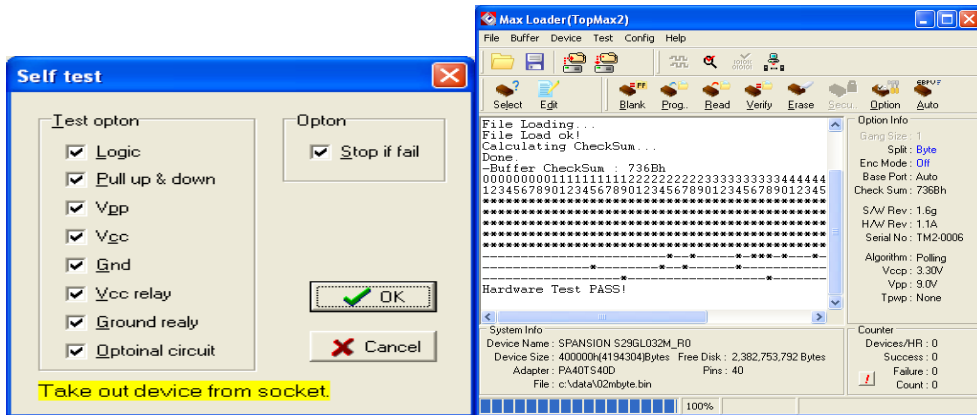 Self test
Test opton
Logic
Pull up & down
Vpp
Vcc
Gnd
Vcc relay
Ground realy
Optoinal circuit
Opton
Stop if fail
OK
Cancel
Take out device from socket.
Max Loader(TopMax2)
File Buffer Device Test Config Help
Select Edit Blank Prog.. Read Verify Erase Secu.. Option Auto
File Loading...
File Load ok!
Calculating CheckSum...
Done.
-Buffer CheckSum : 736Bh
000000000111111111122222222223333333333444444
123456789012345678901234567890123456789012345
*********************************************
*********************************************
*********************************************
*********************************************
*********************************************
Hardware Test PASS!
Option Info
Gang Size : 1
Split : Byte
Enc Mode : Off
Base Port : Auto
Check Sum : 736Bh
S/W Rev : 1.6g
H/W Rev : 1.1A
Serial No : TM2-0006
Algorithm : Polling
Vccp : 3.30V
Vpp : 9.0V
Tpwp : None
System Info
Device Name : SPANSION S29GL032M_R0
Device Size : 400000h(4194304)Bytes Free Disk : 2,382,753,792 Bytes
Adapter : PA40TS40D Pins : 40
File : c:\data\02mbyte.bin
Counter
Devices/HR : 0
Success : 0
Failure : 0
Count : 0
100%